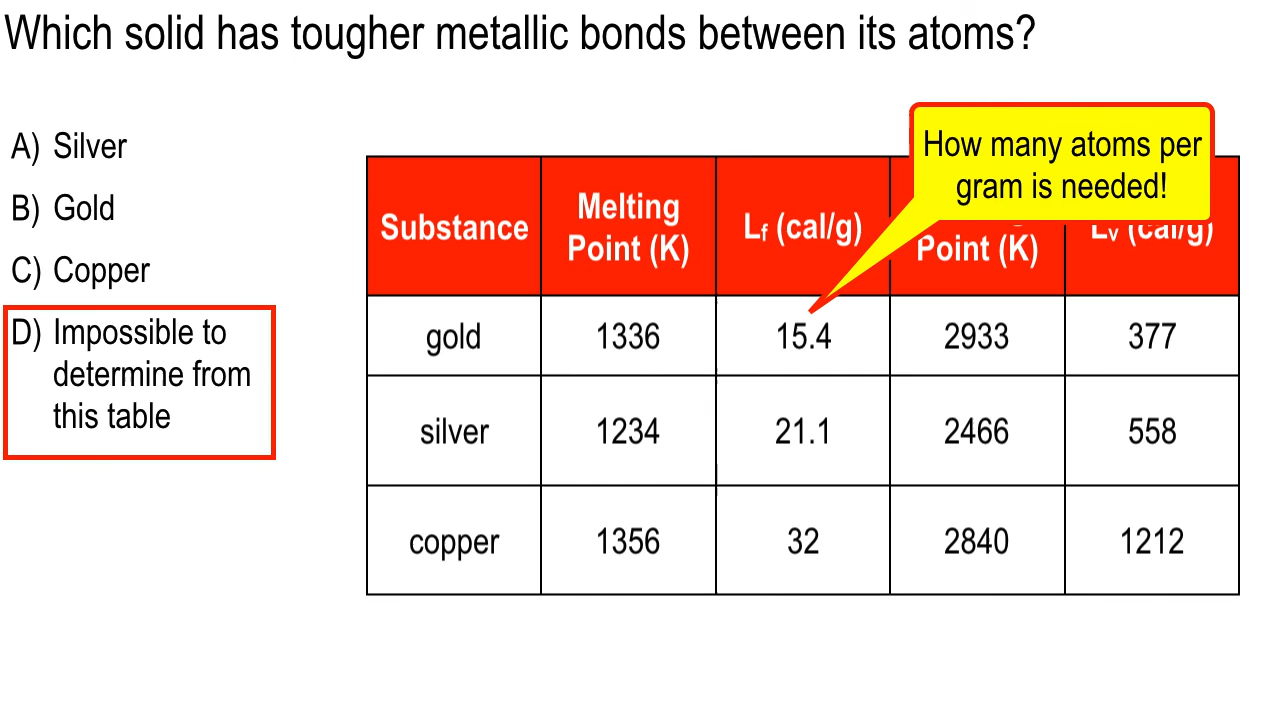 Which solid has tougher metallic bonds between its atoms?
A) Silver
B) Gold
C) Copper
D) Impossible to
determine from
this table
How many atoms per
gram is needed!
Substance
Melting
Point (K)
Lf (cal/g)
Point (K)
Lv (cal/g)
gold 1336 15.4 2933 377
silver 1234 21.1 2466 558
copper 1356 32 2840 1212